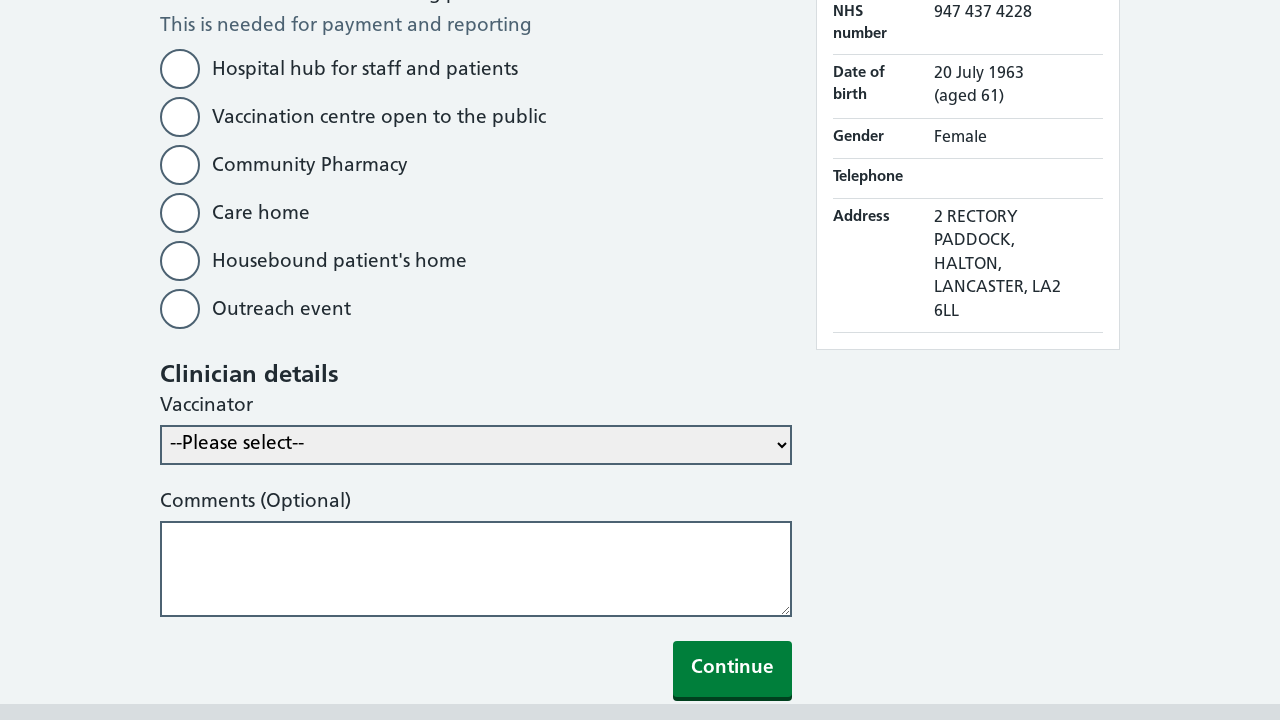 This is needed for payment and reporting
Hospital hub for staff and patients
Vaccination centre open to the public
Community Pharmacy
Care home
Housebound patient's home
Outreach event
Clinician details
Vaccinator
--Please select--
Comments (Optional)
Continue
NHS
number
947 437 4228
Date of
birth
20 July 1963
(aged 61)
Gender
Female
Telephone
Address
2 RECTORY
PADDOCK,
HALTON,
LANCASTER, LA2
6LL